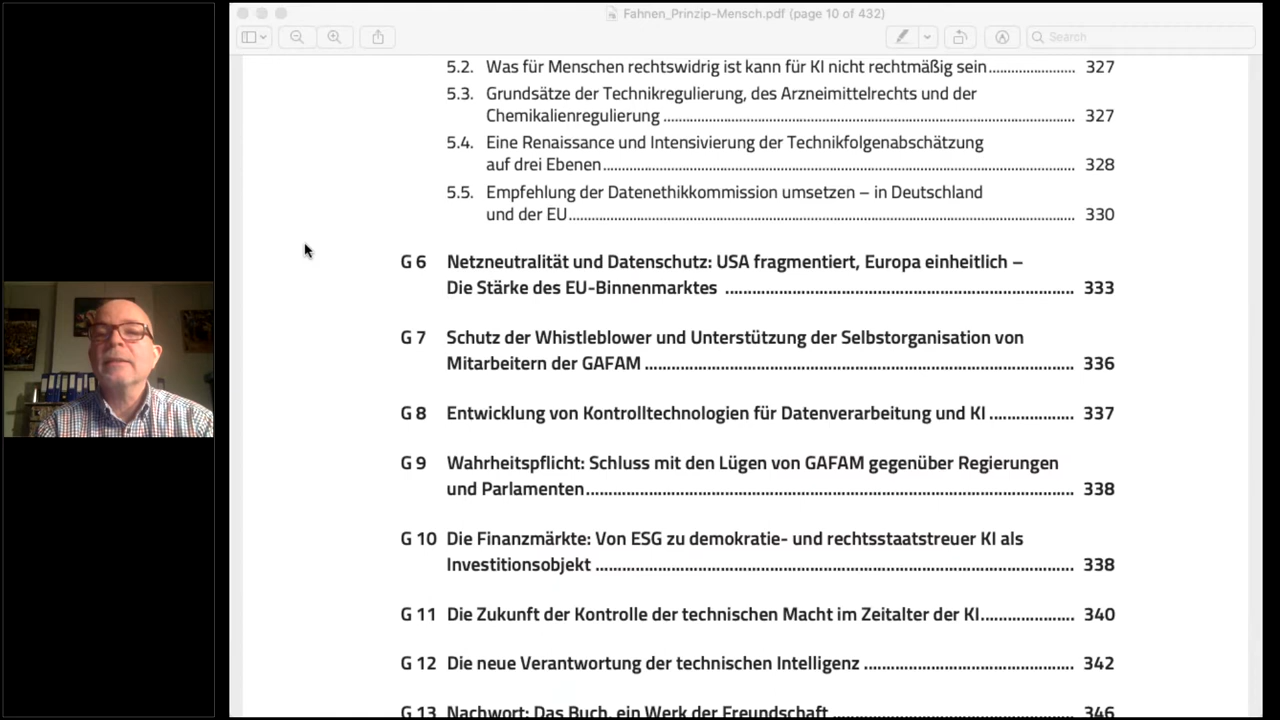 Fahnen_Prinzip-Mensch.pdf (page 10 of 432)
Search
5.2. Was für Menschen rechtswidrig ist kann für KI nicht rechtmäßig sein..................... 327
5.3. Grundsätze der Technikregulierung, des Arzneimittelrechts und der
Chemikalienregulierung ........................................................................................ 327
5.4. Eine Renaissance und Intensivierung der Technikfolgenabschätzung
auf drei Ebenen..................................................................................................... 328
5.5. Empfehlung der Datenethikkommission umsetzen – in Deutschland
und der EU............................................................................................................ 330
G 6 Netzneutralität und Datenschutz: USA fragmentiert, Europa einheitlich –
Die Stärke des EU-Binnenmarktes .............................................................. 333
G 7 Schutz der Whistleblower und Unterstützung der Selbstorganisation von
Mitarbeitern der GAFAM ............................................................................ 336
G 8 Entwicklung von Kontrolltechnologien für Datenverarbeitung und KI ............... 337
G 9 Wahrheitspflicht: Schluss mit den Lügen von GAFAM gegenüber Regierungen
und Parlamenten....................................................................................... 338
G 10 Die Finanzmärkte: Von ESG zu demokratie- und rechtsstaatstreuer KI als
Investitionsobjekt ..................................................................................... 338
G 11 Die Zukunft der Kontrolle der technischen Macht im Zeitalter der KI................. 340
G 12 Die neue Verantwortung der technischen Intelligenz ..................................... 342
G 13 Nachwort: Das Buch, ein Werk der Freundschaft ........................................... 346